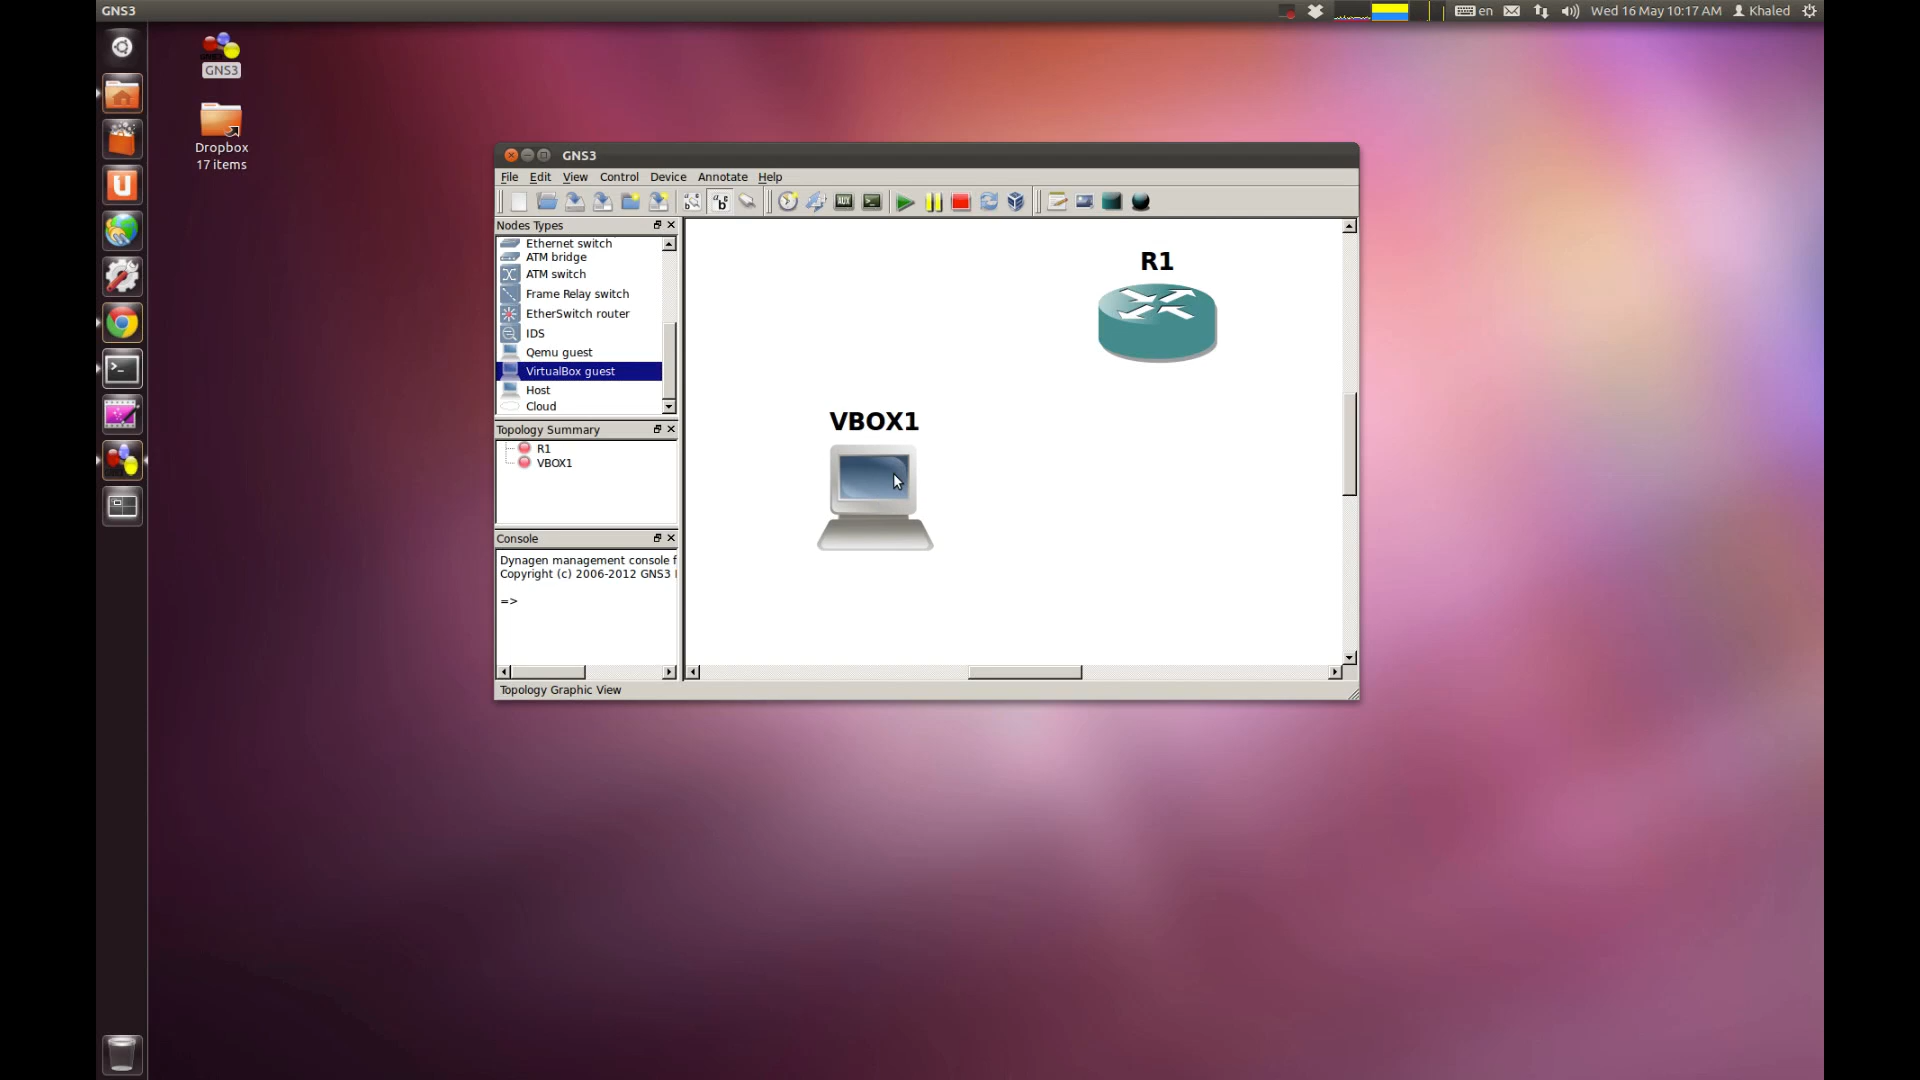 GNS3
en
Wed 16 May 10:17 AM
Khaled
GNS3
Dropbox
17 items
GNS3
File Edit View Control Device Annotate Help
Nodes Types
Ethernet switch
ATM bridge
ATM switch
Frame Relay switch
EtherSwitch router
IDS
Qemu guest
VirtualBox guest
Host
Cloud
Topology Summary
R1
VBOX1
Console
Dynagen management console f
Copyright (c) 2006-2012 GNS3
=>
R1
VBOX1
Topology Graphic View